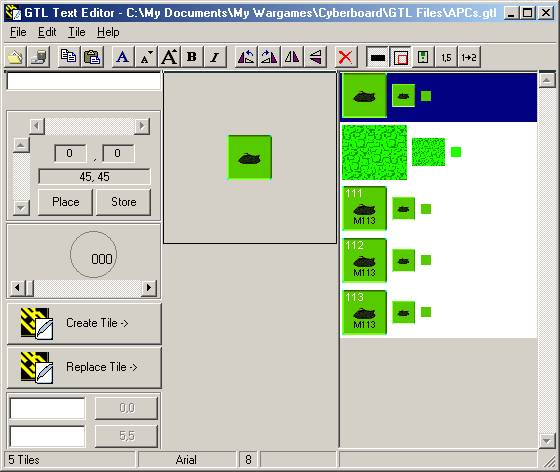 GTL Text Editor - C:\My Documents\My Wargames\Cyberboard\GTL Files\APCs.gtl
File Edit Tile Help
A A A B I 1,5 1→2
0 , 0
45, 45
Place Store
000
Create Tile ->
Replace Tile ->
0,0
5,5
111
M113
112
M113
113
M113
5 Tiles Arial 8